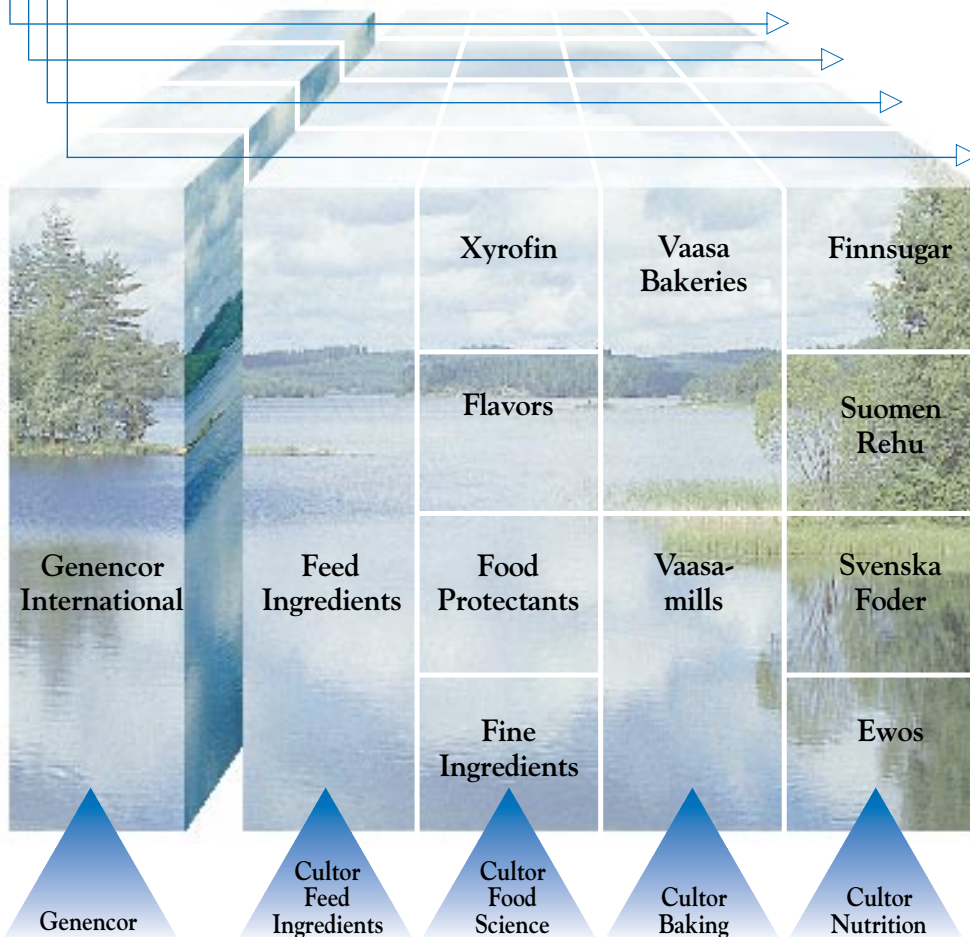 Xyrofin
Vaasa
Bakeries
Finnsugar
Flavors
Suomen
Rehu
Genencor
International
Feed
Ingredients
Food
Protectants
Vaasa-
mills
Svenska
Foder
Fine
Ingredients
Ewos
Genencor
Cultor
Feed
Ingredients
Cultor
Food
Science
Cultor
Baking
Cultor
Nutrition